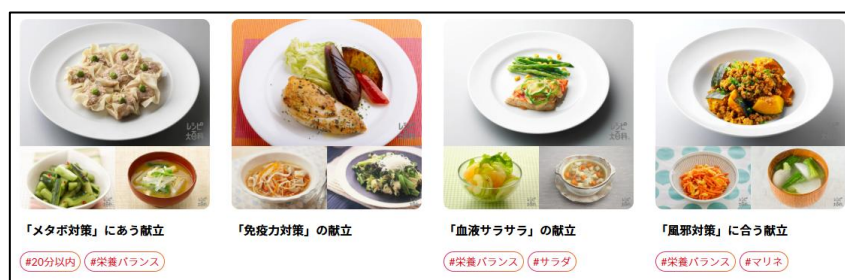 「メタボ対策」にあう献立
#20分以内 #栄養バランス
「免疫力対策」の献立
「血液サラサラ」の献立
#栄養バランス #サラダ
「風邪対策」に合う献立
#栄養バランス #マリネ